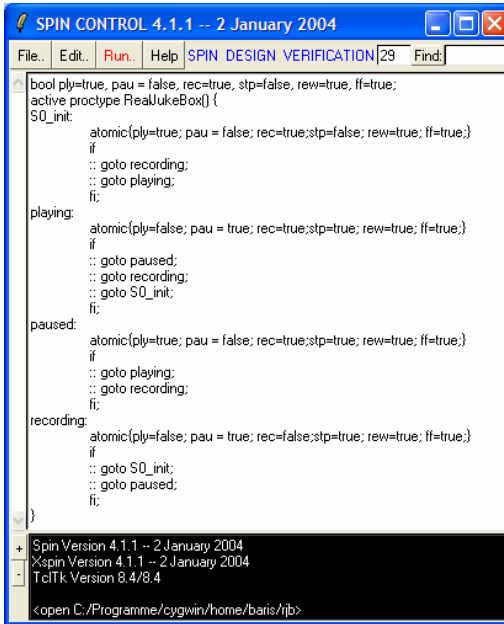 SPIN CONTROL 4.1.1 -- 2 January 2004
File.. Edit.. Run.. Help SPIN DESIGN VERIFICATION 29 Find:
bool ply=true, pau = false, rec=true, stp=false, rew=true, ff=true;
active proctype RealJukeBox() {
S0_init:
atomic{ply=true; pau = false; rec=true;stp=false; rew=true; ff=true;}
if
:: goto recording;
:: goto playing;
fi;
playing:
atomic{ply=false; pau = true; rec=true;stp=true; rew=true; ff=true;}
if
:: goto paused;
:: goto recording;
:: goto S0_init;
fi;
paused:
atomic{ply=true; pau = false; rec=true;stp=true; rew=true; ff=true;}
if
:: goto playing;
:: goto recording;
fi;
recording:
atomic{ply=false; pau = true; rec=false;stp=true; rew=true; ff=true;}
if
:: goto S0_init;
:: goto paused;
fi;
}
+ Spin Version 4.1.1 -- 2 January 2004
- Xspin Version 4.1.1 -- 2 January 2004
TclTk Version 8.4/8.4
<open C:/Programme/cygwin/home/baris/rjb>